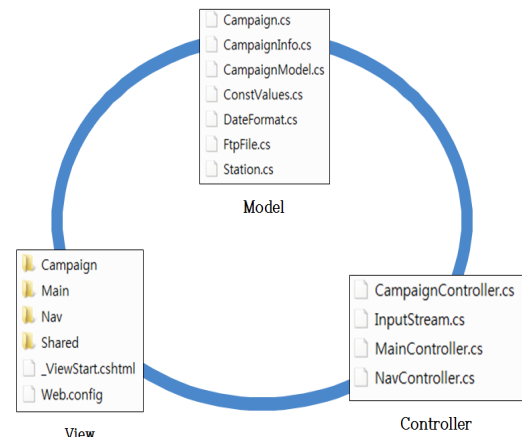 Campaign.cs
CampaignInfo.cs
CampaignModel.cs
ConstValues.cs
DateFormat.cs
FtpFile.cs
Station.cs
Model
Campaign
Main
Nav
Shared
_ViewStart.cshtml
Web.config
View
CampaignController.cs
InputStream.cs
MainController.cs
NavController.cs
Controller